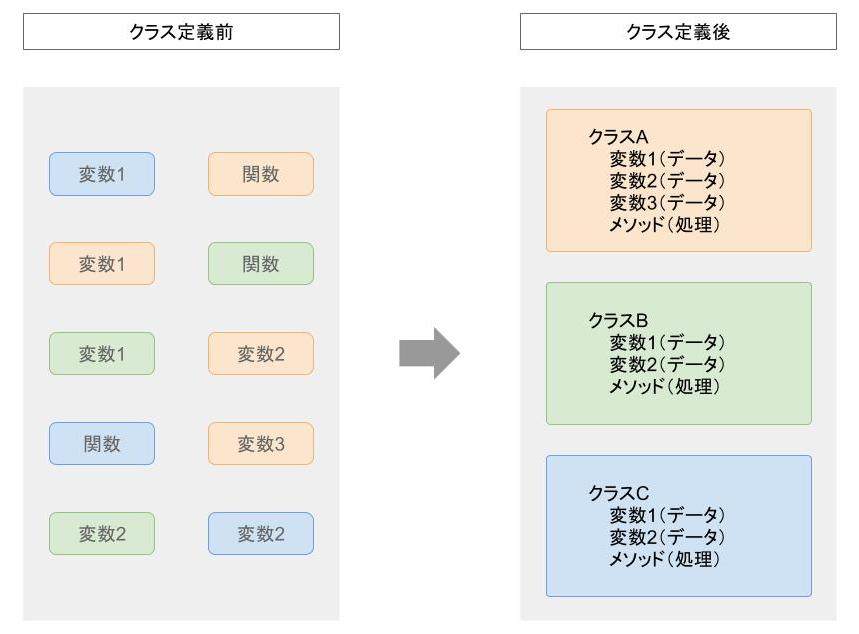 クラス定義前
クラス定義後
変数1
関数
変数1
関数
変数1
変数2
関数
変数3
変数2
変数2
クラスA
変数1（データ）
変数2（データ）
変数3（データ）
メソッド（処理）
クラスB
変数1（データ）
変数2（データ）
メソッド（処理）
クラスC
変数1（データ）
変数2（データ）
メソッド（処理）